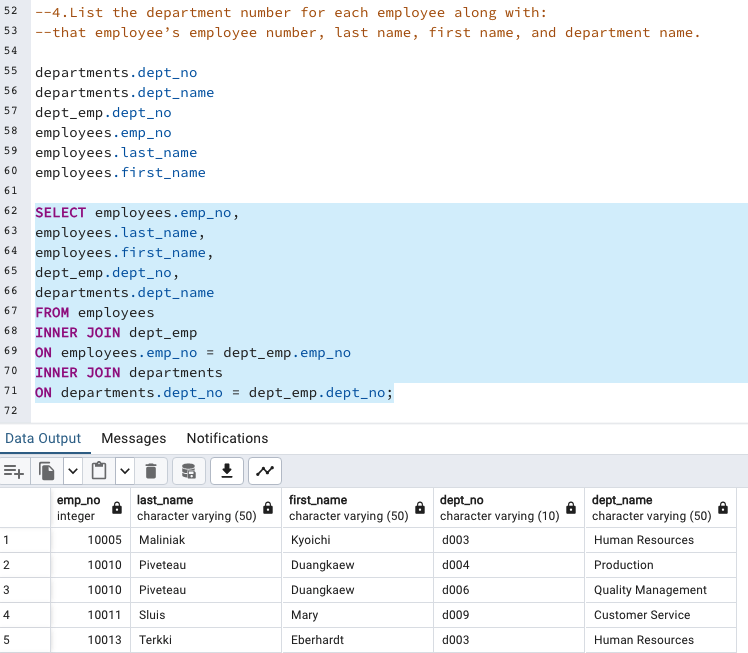 52 --4.List the department number for each employee along with:
53 --that employee’s employee number, last name, first name, and department name.
54
55 departments.dept_no
56 departments.dept_name
57 dept_emp.dept_no
58 employees.emp_no
59 employees.last_name
60 employees.first_name
61
62 SELECT employees.emp_no,
63 employees.last_name,
64 employees.first_name,
65 dept_emp.dept_no,
66 departments.dept_name
67 FROM employees
68 INNER JOIN dept_emp
69 ON employees.emp_no = dept_emp.emp_no
70 INNER JOIN departments
71 ON departments.dept_no = dept_emp.dept_no;
72
Data Output Messages Notifications
emp_no last_name first_name dept_no dept_name
integer character varying (50) character varying (50) character varying (10) character varying (50)
1 10005 Maliniak Kyoichi d003 Human Resources
2 10010 Piveteau Duangkaew d004 Production
3 10010 Piveteau Duangkaew d006 Quality Management
4 10011 Sluis Mary d009 Customer Service
5 10013 Terkki Eberhardt d003 Human Resources